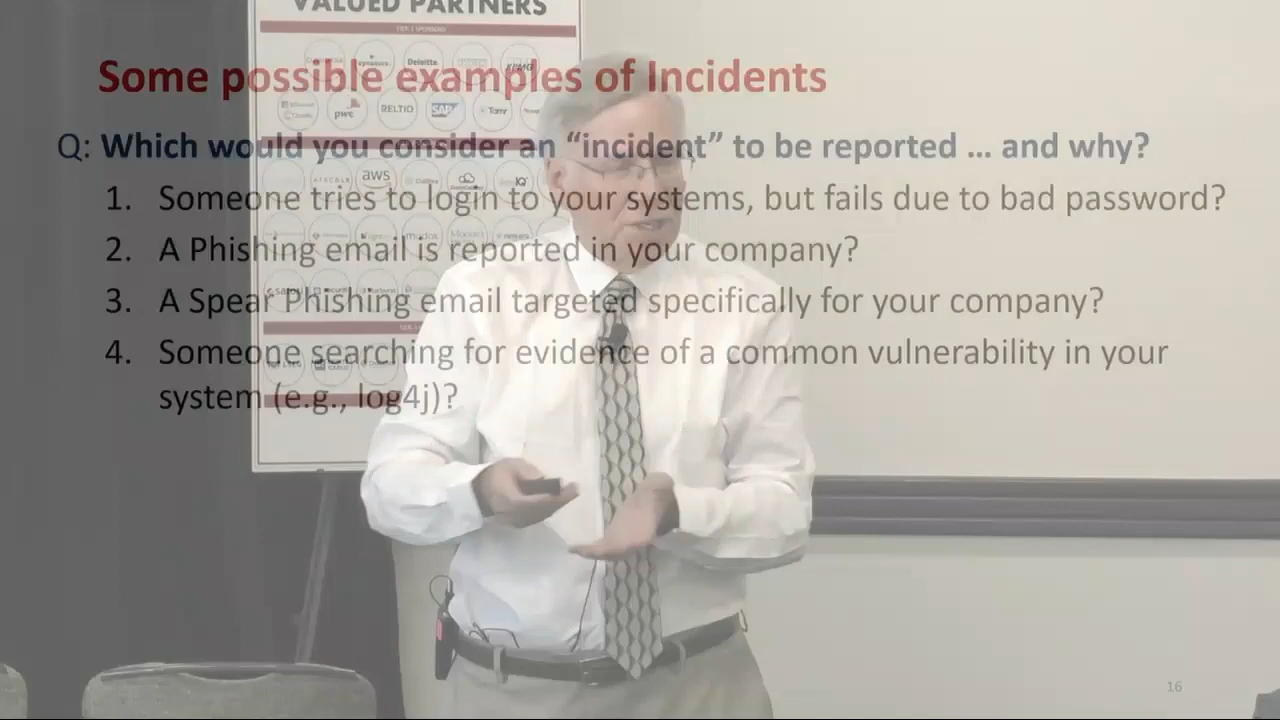 VALUED PARTNERS
Some possible examples of Incidents
Deloitte
KPMG
pwc RELTIO SAP Tamr
Q: Which would you consider an “incident” to be reported … and why?
aws
1. Someone tries to login to your systems, but fails due to bad password?
2. A Phishing email is reported in your company?
3. A Spear Phishing email targeted specifically for your company?
4. Someone searching for evidence of a common vulnerability in your
system (e.g., log4j)?
16